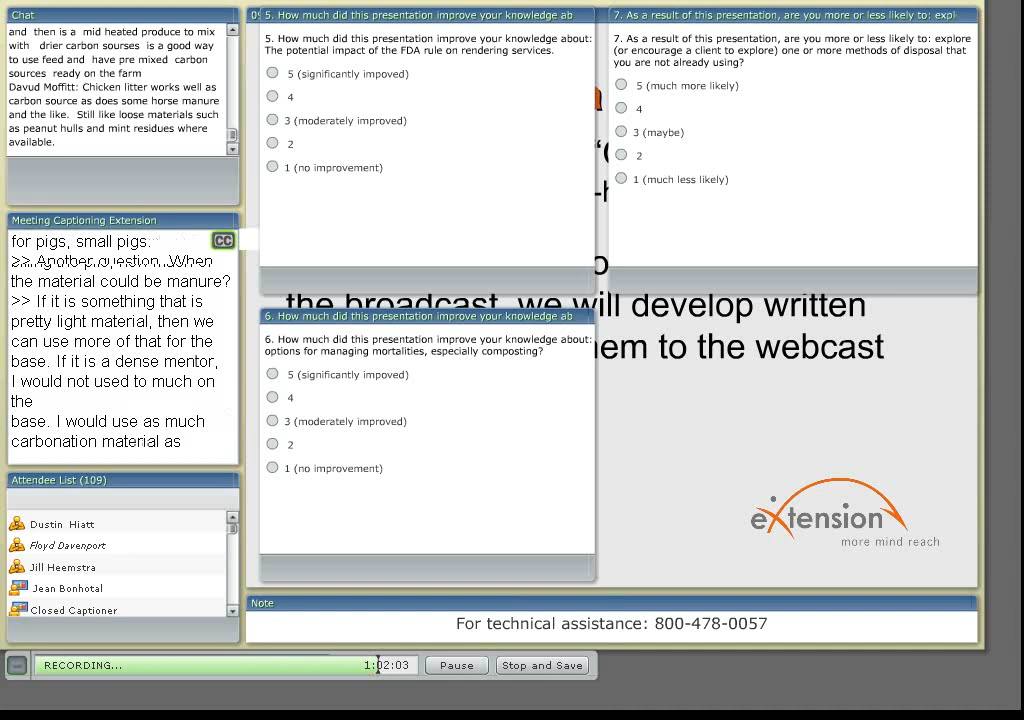 Chat
and then is a mid heated produce to mix
with drier carbon sourses is a good way
to use feed and have pre mixed carbon
sources ready on the farm
Davud Moffitt: Chicken litter works well as
carbon source as does some horse manure
and the like. Still like loose materials such
as peanut hulls and mint residues where
available.
Meeting Captioning Extension
for pigs, small pigs.
CC
>> Another question. When
the material could be manure?
>> If it is something that is
pretty light material, then we
can use more of that for the
base. If it is a dense mentor,
I would not used to much on
the
base. I would use as much
carbonation material as
Attendee List (109)
Dustin Hiatt
Floyd Davenport
Jill Heemstra
Jean Bonhotal
Closed Captioner
5. How much did this presentation improve your knowledge ab
5. How much did this presentation improve your knowledge about:
The potential impact of the FDA rule on rendering services.
5 (significantly impoved)
4
3 (moderately improved)
2
1 (no improvement)
7. As a result of this presentation, are you more or less likely to: expl
7. As a result of this presentation, are you more or less likely to: explore
(or encourage a client to explore) one or more methods of disposal that
you are not already using?
5 (much more likely)
4
3 (maybe)
2
1 (much less likely)
the broadcast, we will develop written
hem to the webcast
6. How much did this presentation improve your knowledge ab
6. How much did this presentation improve your knowledge about:
options for managing mortalities, especially composting?
5 (significantly impoved)
4
3 (moderately improved)
2
1 (no improvement)
eXtension
more mind reach
Note
For technical assistance: 800-478-0057
RECORDING...
1:02:03
Pause
Stop and Save